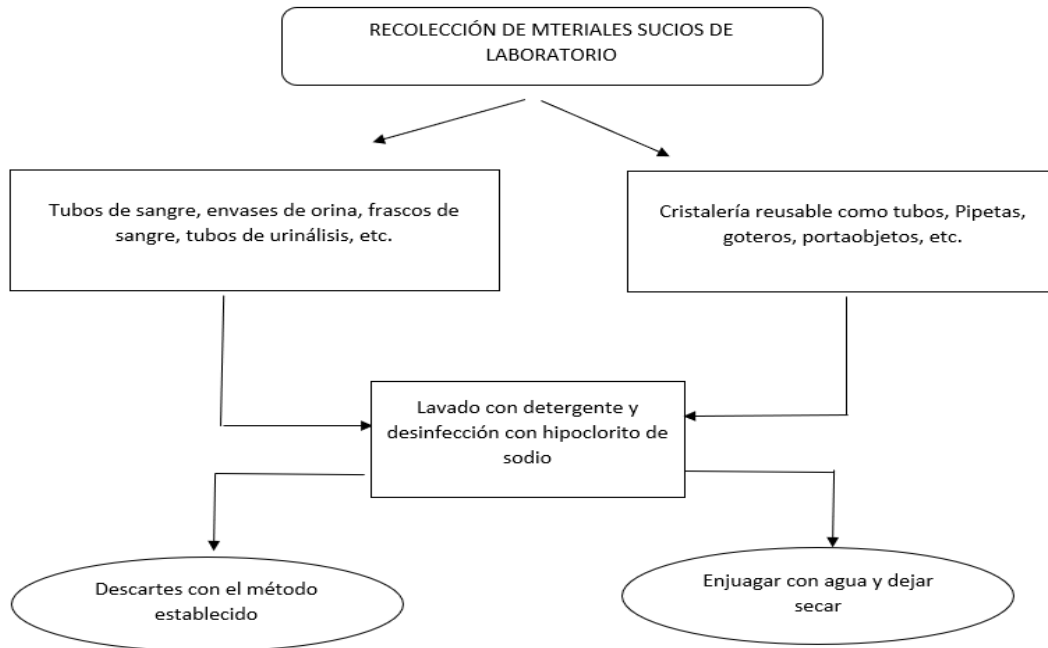 RECOLECCIÓN DE MTERIALES SUCIOS DE
LABORATORIO
Tubos de sangre, envases de orina, frascos de
sangre, tubos de urinálisis, etc.
Cristalería reusable como tubos, Pipetas,
goteros, portaobjetos, etc.
Lavado con detergente y
desinfección con hipoclorito de
sodio
Descartes con el método
establecido
Enjuagar con agua y dejar
secar